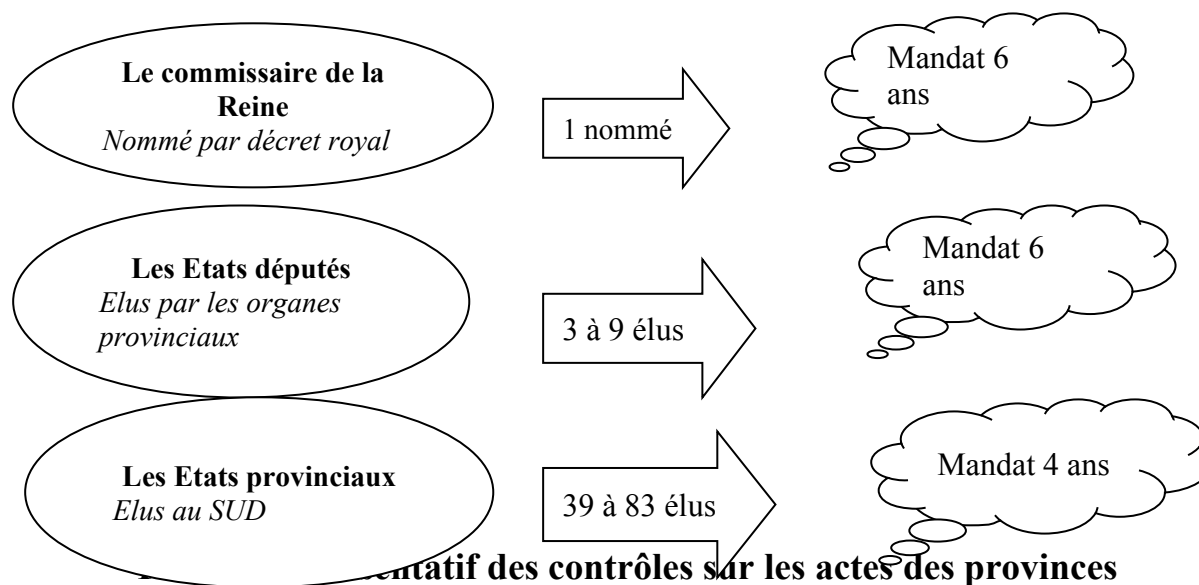 Le commissaire de la
Reine
Nommé par décret royal
1 nommé
Mandat 6
ans
Les Etats députés
Elus par les organes
provinciaux
3 à 9 élus
Mandat 6
ans
Les Etats provinciaux
Elus au SUD
39 à 83 élus
Mandat 4 ans
des contrôles sur les actes des provinces